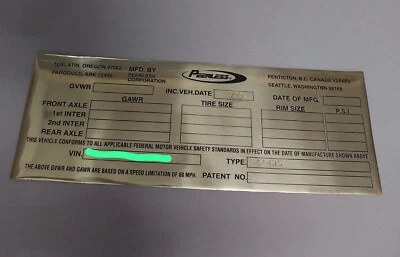 TUALATIN, OREGON 97062 MFD. BY PEERLESS PENTICTON, B.C. CANADA
PARAGOULD, ARK 72450 PEERLESS CORPORATION SEATTLE, WASHINGTON
GVWR INC. VEH. DATE DATE OF MFG.
GAWR TIRE SIZE RIM SIZE P.S.I.
FRONT AXLE
1st INTER
2nd INTER
REAR AXLE
THIS VEHICLE CONFORMS TO ALL APPLICABLE FEDERAL MOTOR VEHICLE SAFETY STANDARDS IN EFFECT ON THE DATE OF MANUFACTURE SHOWN ABOVE
VIN. TYPE
THE ABOVE GVWR AND GAWR ARE BASED ON A SPEED LIMITATION OF 60 MPH. PATENT NO.